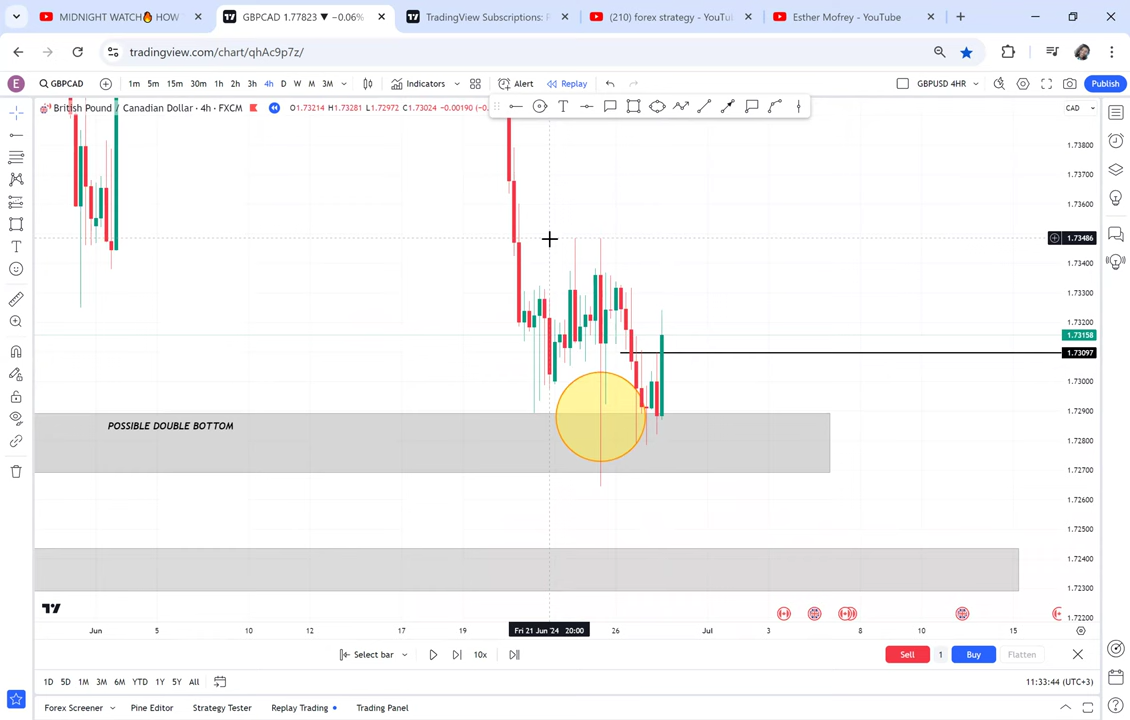 MIDNIGHT WATCH🔥 HOW
GBPCAD 1.77823 ▼ −0.06%
TradingView Subscriptions: P
(210) forex strategy - YouTu
Esther Mofrey - YouTube
tradingview.com/chart/qhAc9p7z/
E
GBPCAD
1m 5m 15m 30m 1h 2h 3h 4h D W M 3M
Indicators
Alert
Replay
GBPUSD 4HR
Publish
British Pound / Canadian Dollar · 4h · FXCM
O1.73214 H1.73281 L1.72972 C1.73024 −0.00190 (−0.
CAD
1.73800
1.73700
1.73600
1.73486
1.73400
1.73300
1.73200
1.73158
1.73097
1.73000
1.72900
1.72800
1.72700
1.72600
1.72500
1.72400
1.72300
1.72200
POSSIBLE DOUBLE BOTTOM
Jun 5 10 12 17 19 Fri 21 Jun '24 20:00 26 Jul 3 8 10 15
Select bar
10x
Sell 1 Buy Flatten
1D 5D 1M 3M 6M YTD 1Y 5Y All
11:33:44 (UTC+3)
Forex Screener Pine Editor Strategy Tester Replay Trading Trading Panel